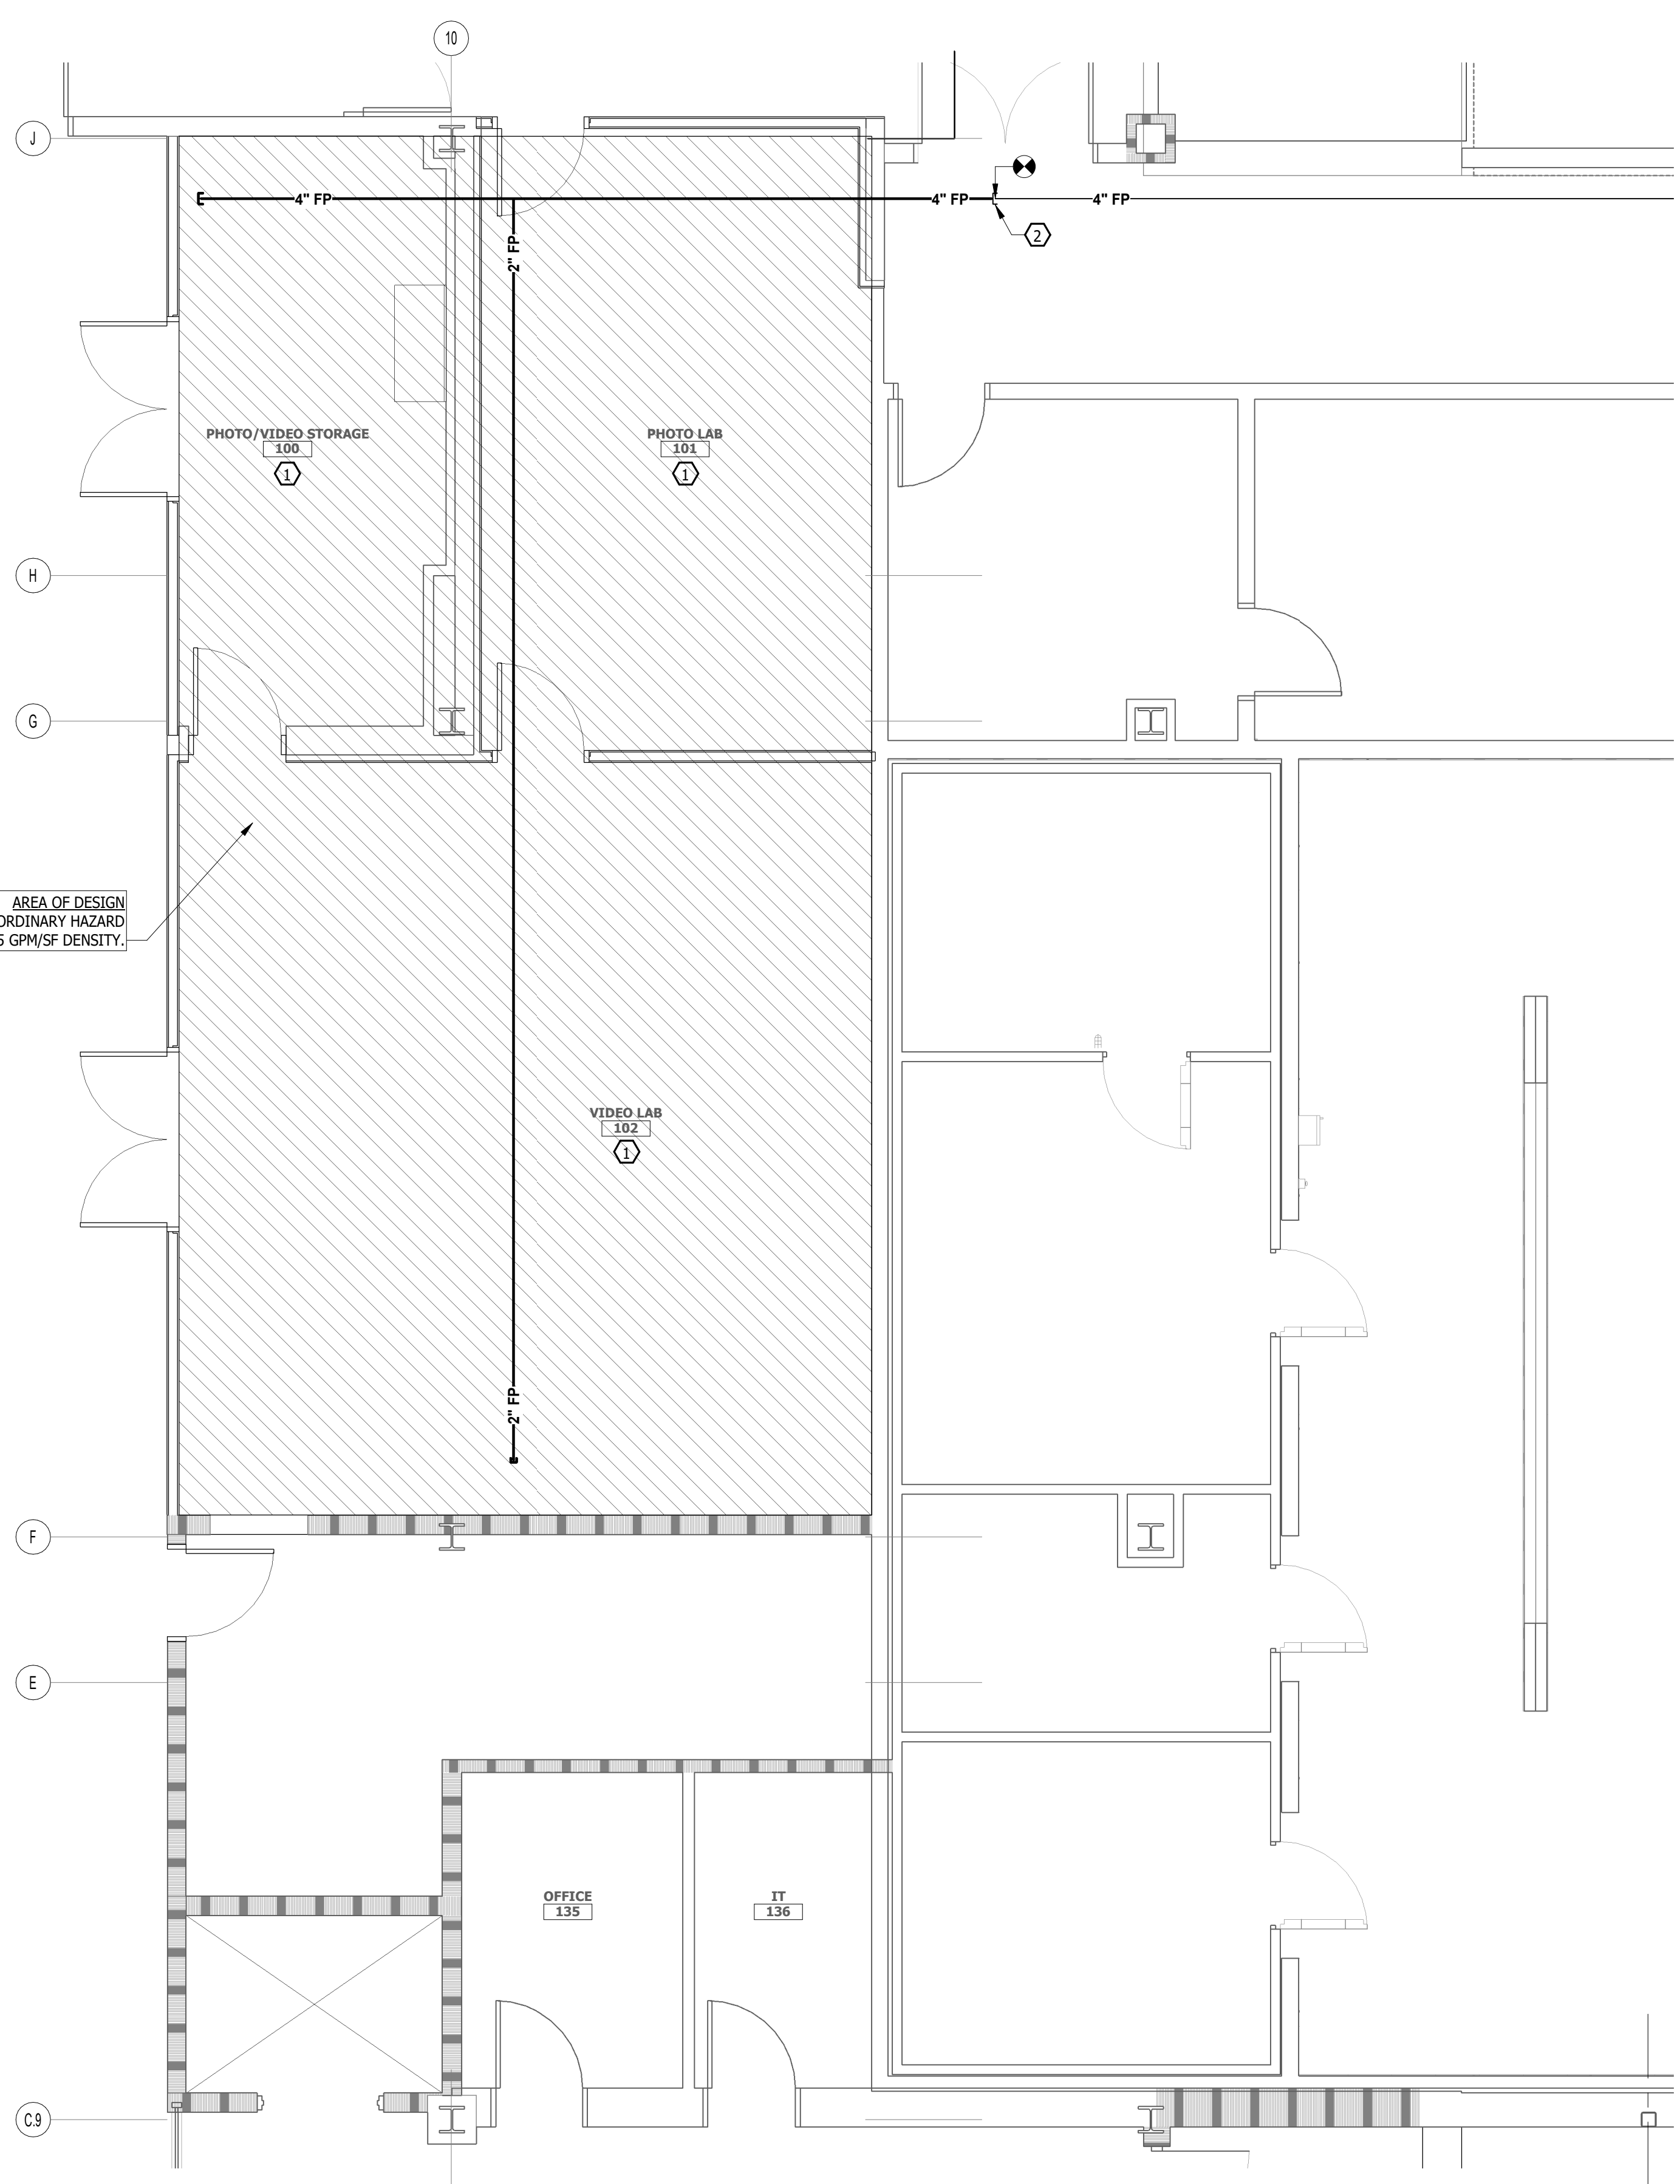 10
J
4" FP
4" FP
4" FP
2" FP
2
PHOTO/VIDEO STORAGE
100
1
PHOTO LAB
101
1
H
G
AREA OF DESIGN
ORDINARY HAZARD
GPM/SF DENSITY.
VIDEO LAB
102
1
2" FP
F
E
OFFICE
135
IT
136
C.9